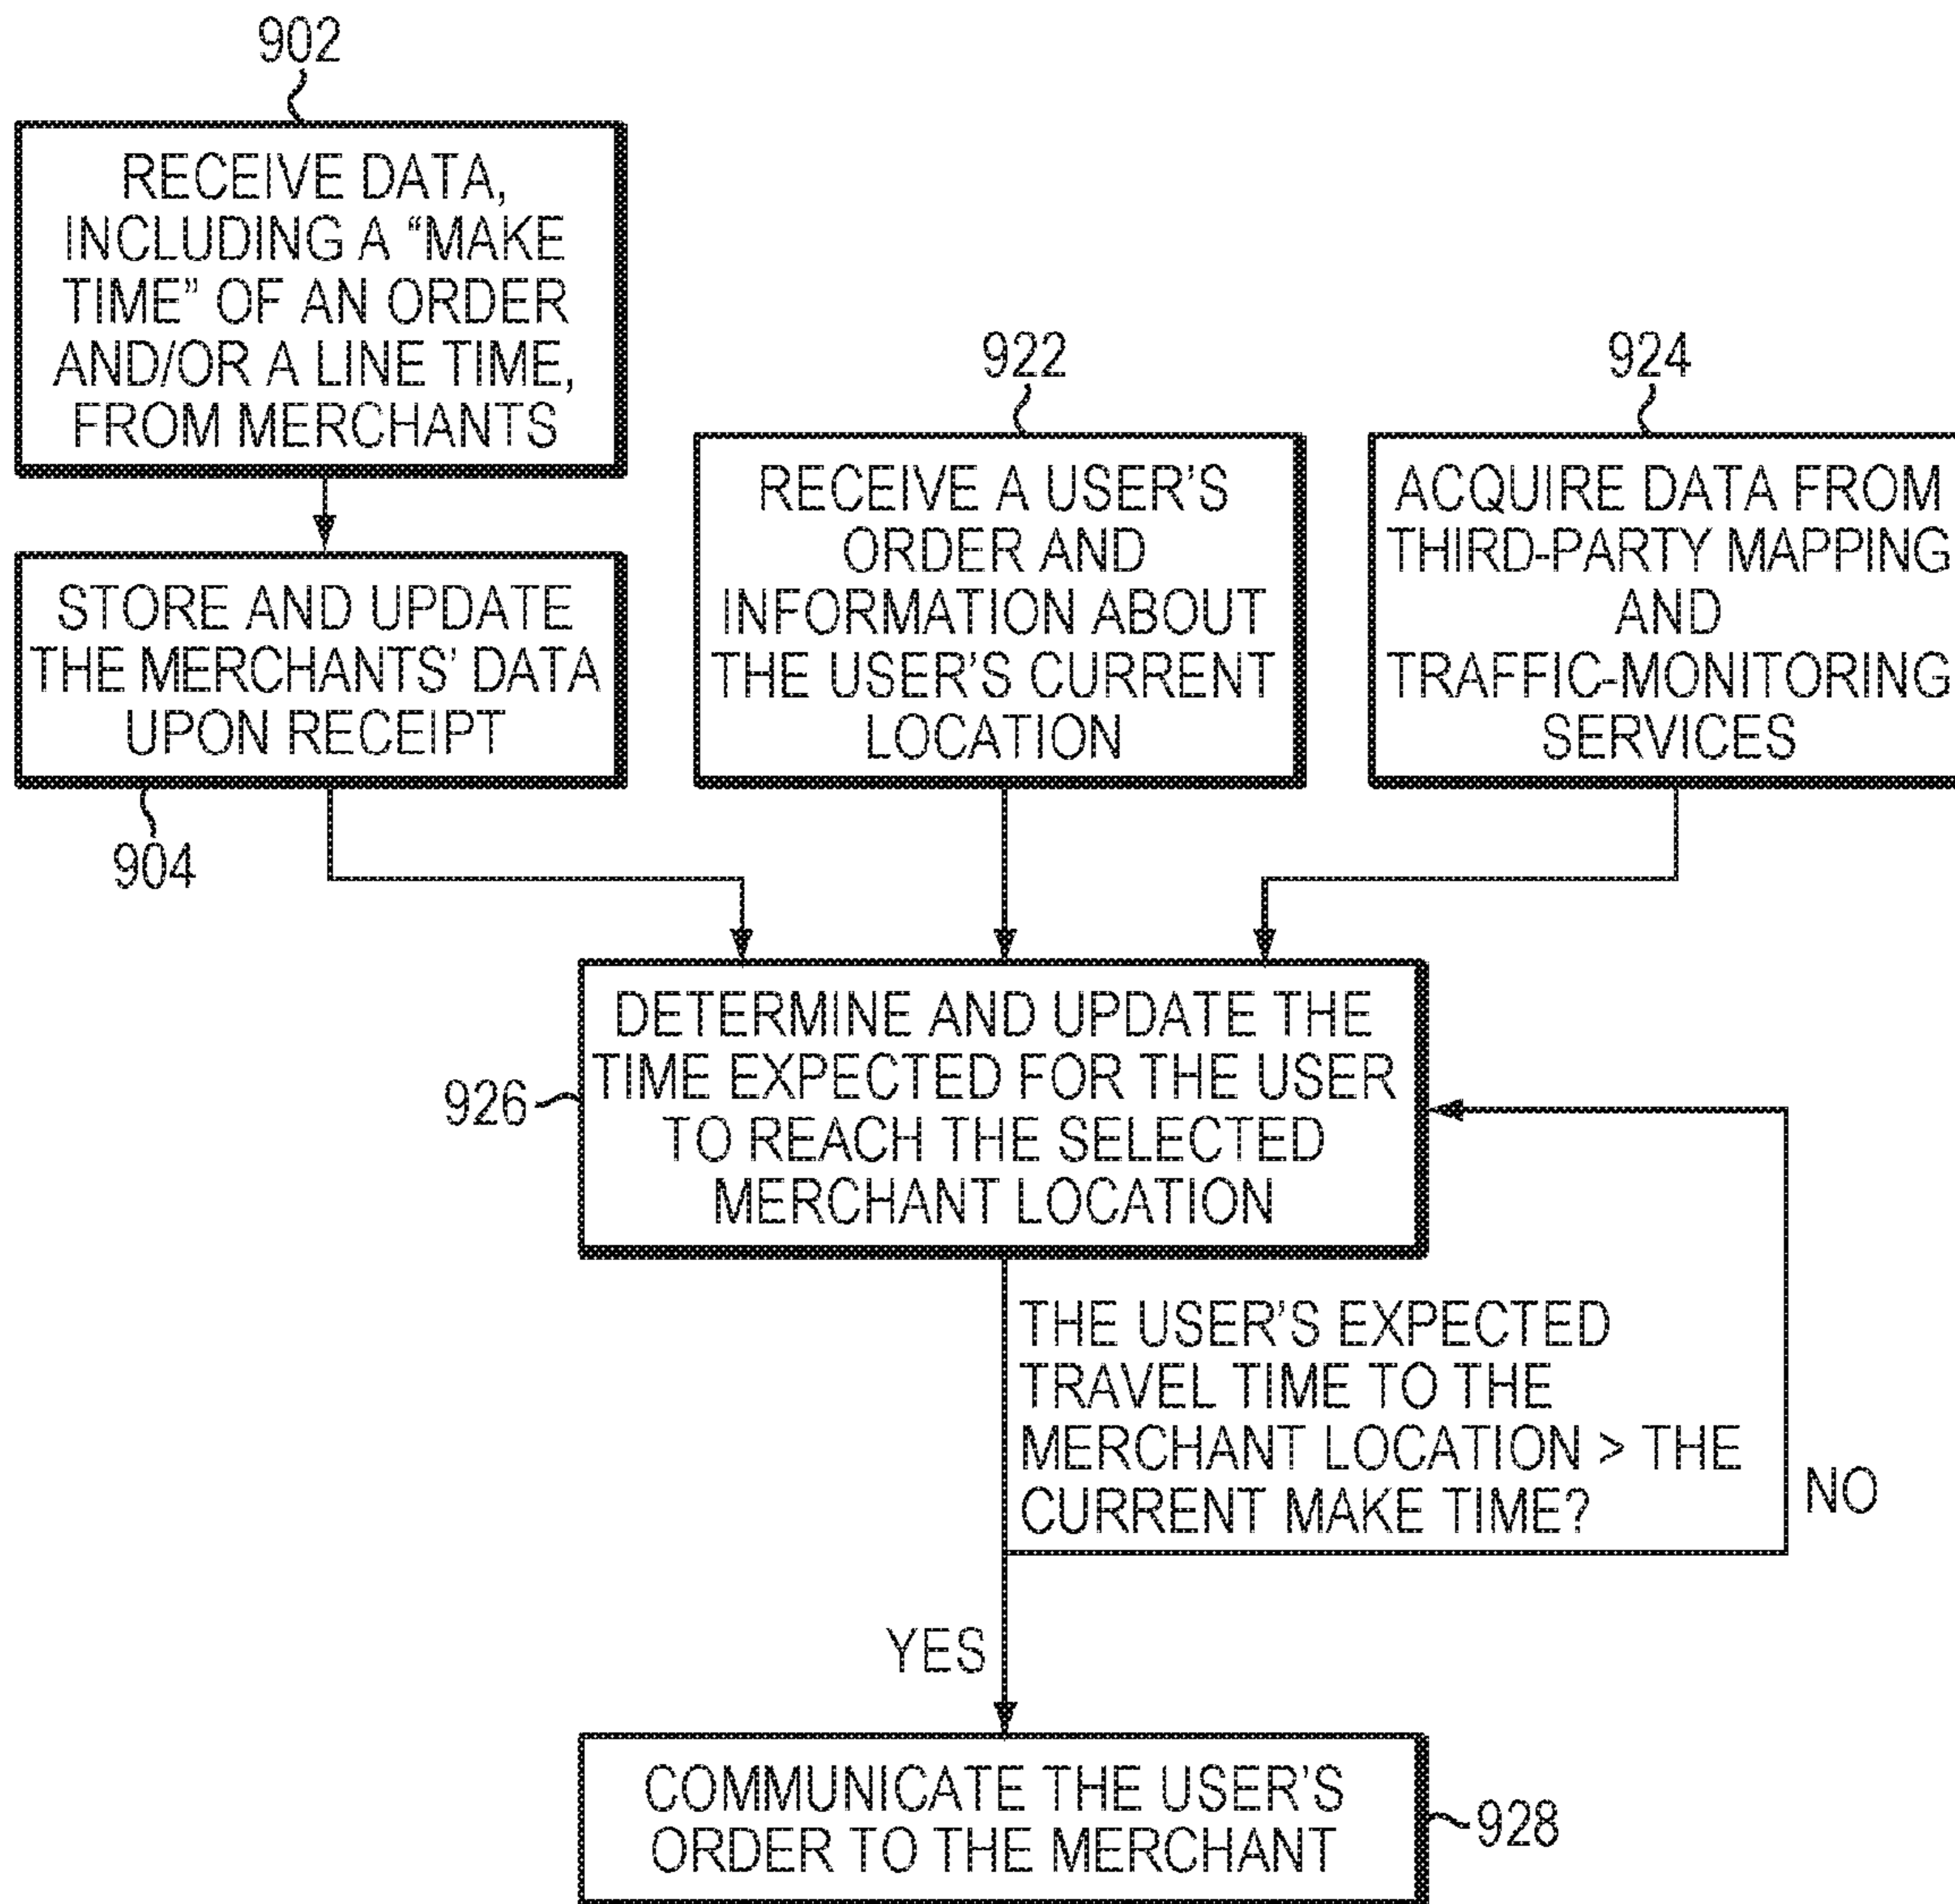 902
RECEIVE DATA,
INCLUDING A “MAKE
TIME” OF AN ORDER
AND/OR A LINE TIME,
FROM MERCHANTS
STORE AND UPDATE
THE MERCHANTS’ DATA
UPON RECEIPT
904
922
RECEIVE A USER’S
ORDER AND
INFORMATION ABOUT
THE USER’S CURRENT
LOCATION
924
ACQUIRE DATA FROM
THIRD-PARTY MAPPING
AND
TRAFFIC-MONITORING
SERVICES
926
DETERMINE AND UPDATE THE
TIME EXPECTED FOR THE USER
TO REACH THE SELECTED
MERCHANT LOCATION
THE USER’S EXPECTED
TRAVEL TIME TO THE
MERCHANT LOCATION > THE
CURRENT MAKE TIME?
NO
YES
COMMUNICATE THE USER’S
ORDER TO THE MERCHANT
928